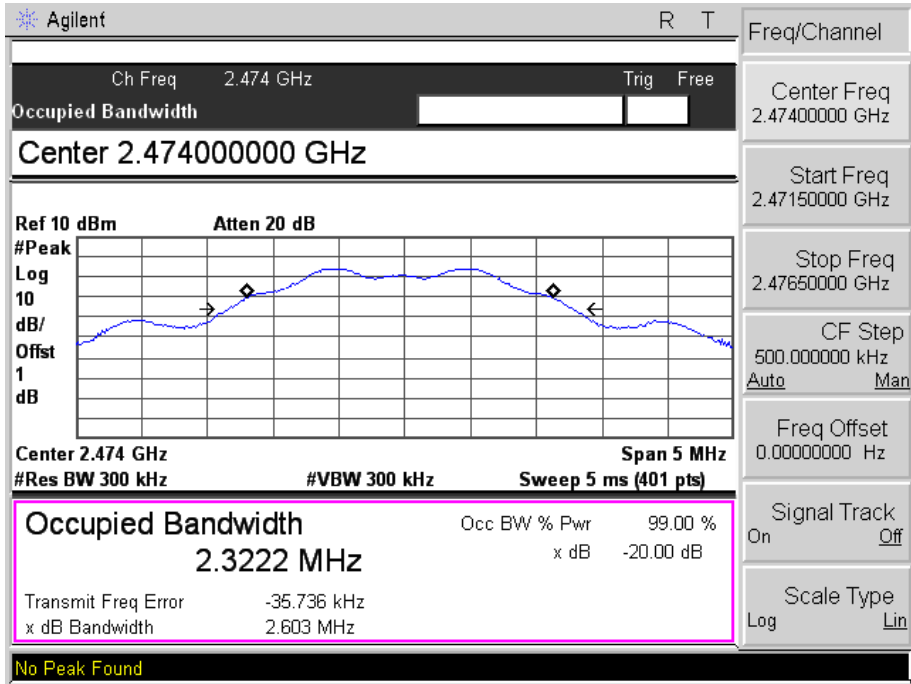 Agilent R T
Ch Freq 2.474 GHz Trig Free
Occupied Bandwidth
Center 2.474000000 GHz
Ref 10 dBm Atten 20 dB
#Peak
Log
10
dB/
Offst
1
dB
Center 2.474 GHz Span 5 MHz
#Res BW 300 kHz #VBW 300 kHz Sweep 5 ms (401 pts)
Occupied Bandwidth Occ BW % Pwr 99.00 %
2.3222 MHz x dB -20.00 dB
Transmit Freq Error -35.736 kHz
x dB Bandwidth 2.603 MHz
No Peak Found
Freq/Channel
Center Freq
2.47400000 GHz
Start Freq
2.47150000 GHz
Stop Freq
2.47650000 GHz
CF Step
500.000000 kHz
Auto Man
Freq Offset
0.00000000 Hz
Signal Track
On Off
Scale Type
Log Lin